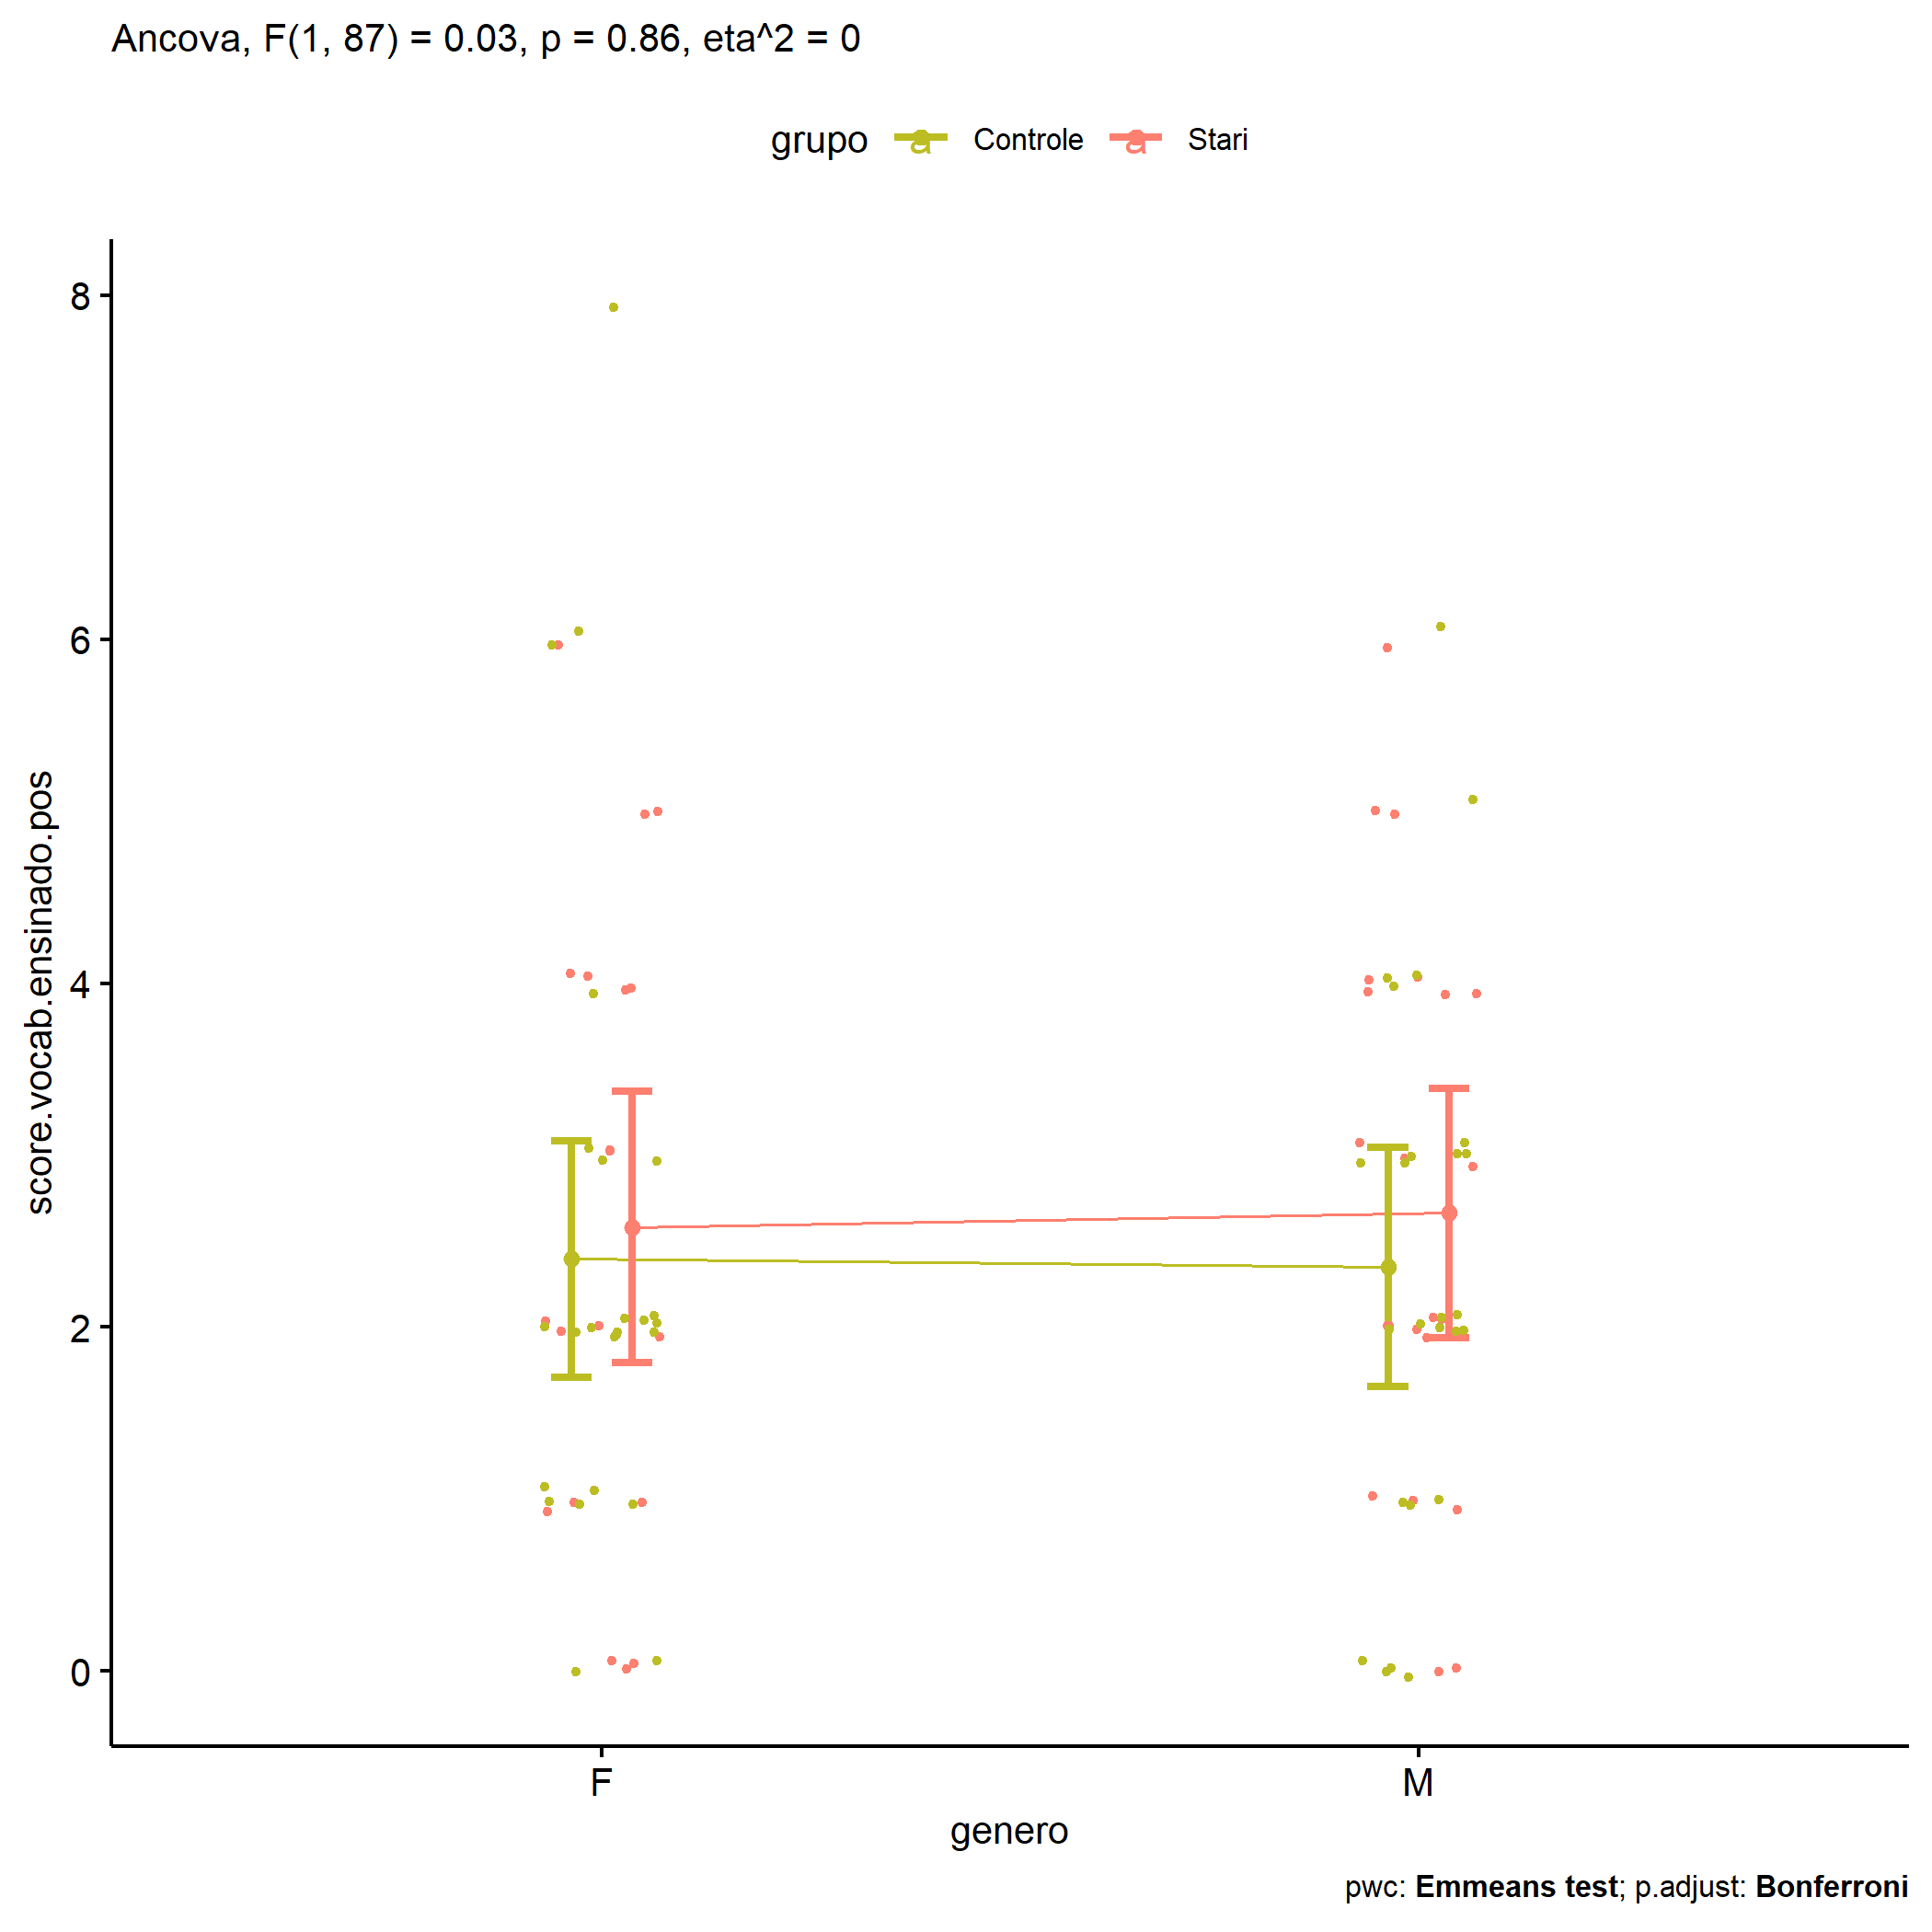 Ancova, F(1, 87) = 0.03, p = 0.86, eta^2 = 0
grupo a Controle a Stari
score.vocab.ensinado.pos
8
6
4
2
0
F M
genero
pwc: Emmeans test; p.adjust: Bonferroni